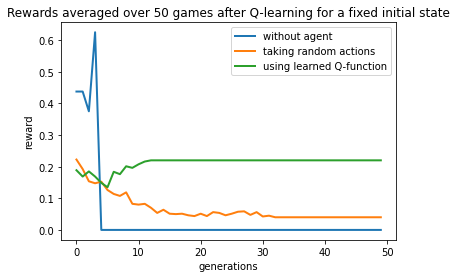 Rewards averaged over 50 games after Q-learning for a fixed initial state
without agent
taking random actions
using learned Q-function
reward
0.6
0.5
0.4
0.3
0.2
0.1
0.0
0 10 20 30 40 50
generations